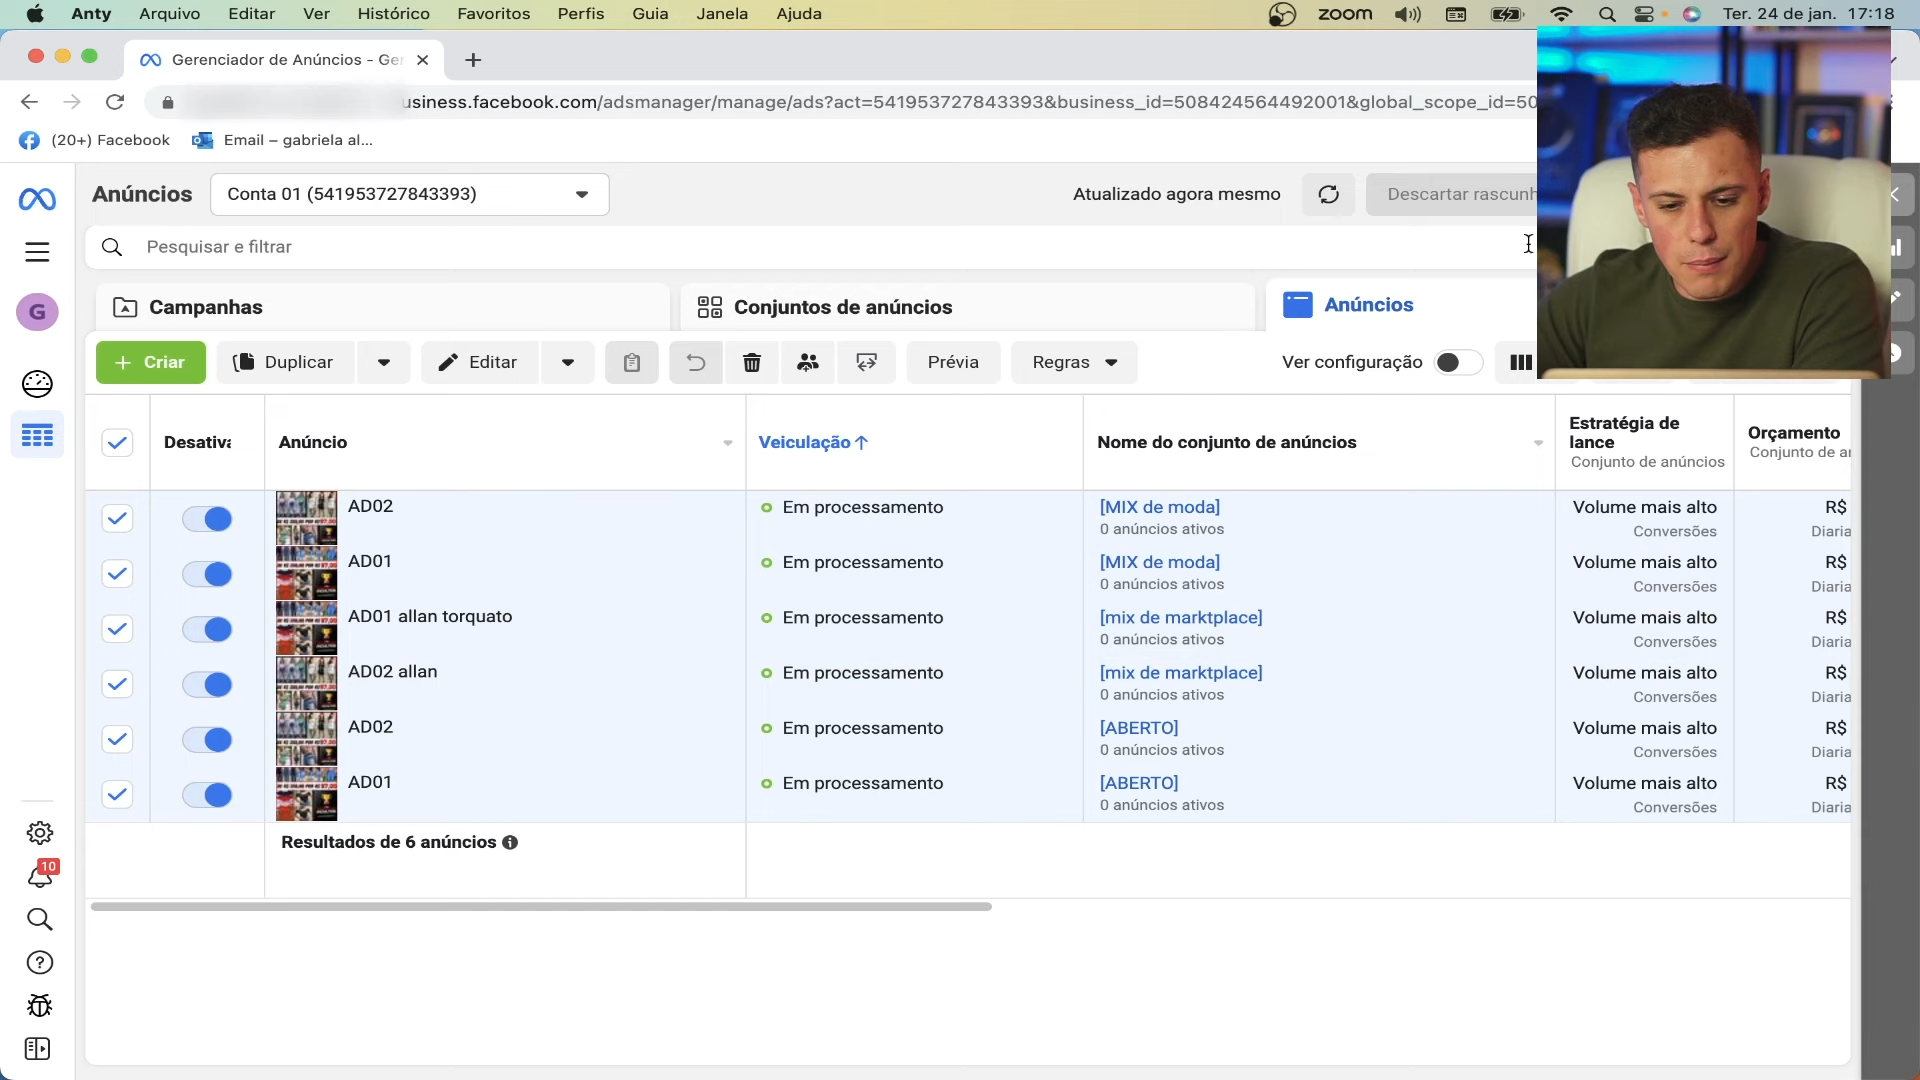 Anty Arquivo Editar Ver Histórico Favoritos Perfis Guia Janela Ajuda zoom Ter. 24 de jan. 17:18
Gerenciador de Anúncios - Ge
usiness.facebook.com/adsmanager/manage/ads?act=541953727843393&business_id=508424564492001&global_scope_id=50
(20+) Facebook Email – gabriela al...
Anúncios Conta 01 (541953727843393) Atualizado agora mesmo Descartar rascunh
Pesquisar e filtrar
G
Campanhas Conjuntos de anúncios Anúncios
+ Criar Duplicar Editar Prévia Regras Ver configuração
Desativa Anúncio Veiculação ↑ Nome do conjunto de anúncios Estratégia de lance Orçamento
Conjunto de anúncios Conjunto de a
AD02 Em processamento [MIX de moda] Volume mais alto R$
0 anúncios ativos Conversões Diaria
AD01 Em processamento [MIX de moda] Volume mais alto R$
0 anúncios ativos Conversões Diaria
AD01 allan torquato Em processamento [mix de marktplace] Volume mais alto R$
0 anúncios ativos Conversões Diaria
AD02 allan Em processamento [mix de marktplace] Volume mais alto R$
0 anúncios ativos Conversões Diaria
AD02 Em processamento [ABERTO] Volume mais alto R$
0 anúncios ativos Conversões Diaria
AD01 Em processamento [ABERTO] Volume mais alto R$
0 anúncios ativos Conversões Diaria
Resultados de 6 anúncios
10